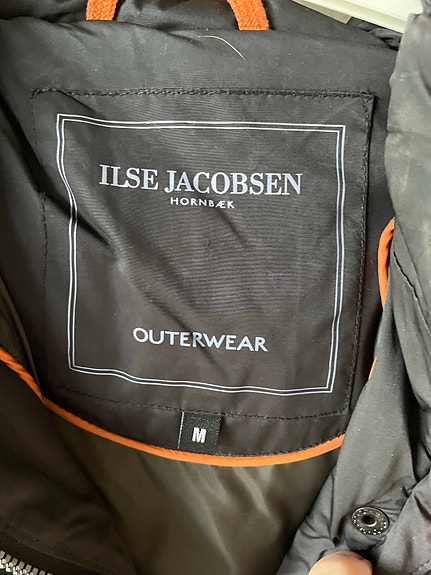 ILSE JACOBSEN
HORNBÆK
OUTERWEAR
M